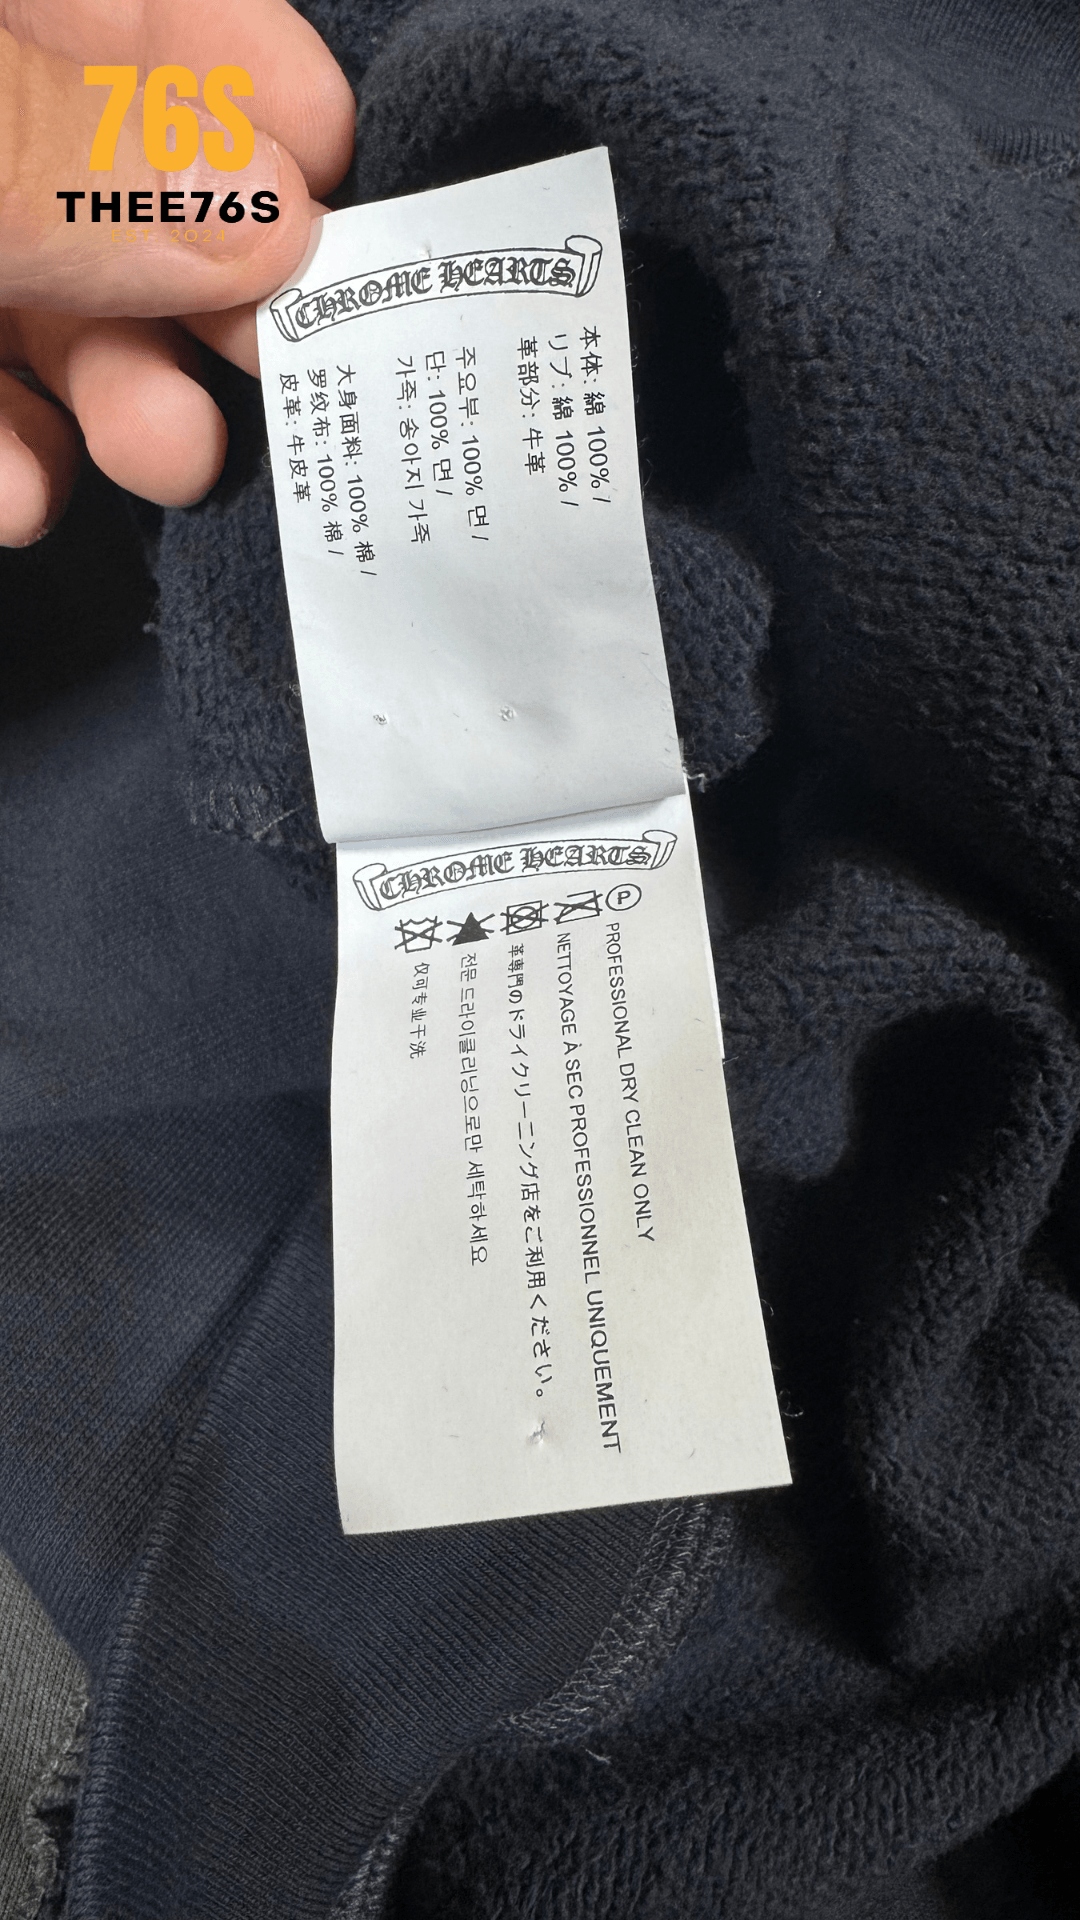 76S
THEE76S
EST. 2024
CHROME HEARTS
本体: 綿 100% /
リブ: 綿 100% /
革部分: 牛革
주요부: 100% 면 /
단: 100% 면 /
가죽: 송아지 가죽
大身面料: 100% 棉 /
罗纹布: 100% 棉 /
皮革: 牛皮革
CHROME HEARTS
P PROFESSIONAL DRY CLEAN ONLY
NETTOYAGE À SEC PROFESSIONNEL UNIQUEMENT
革専門のドライクリーニング店をご利用ください。
전문 드라이클리닝으로만 세탁하세요
仅可专业干洗